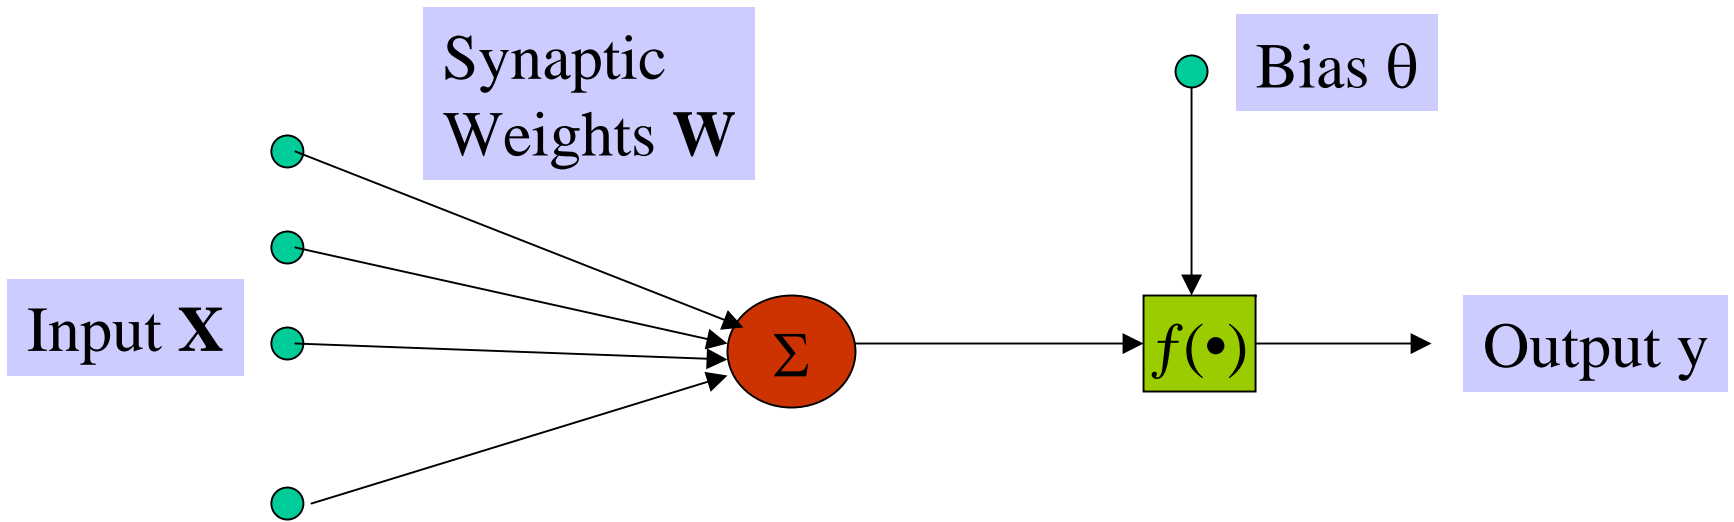 Synaptic
Weights W
Bias θ
Input X
Σ
f(•)
Output y